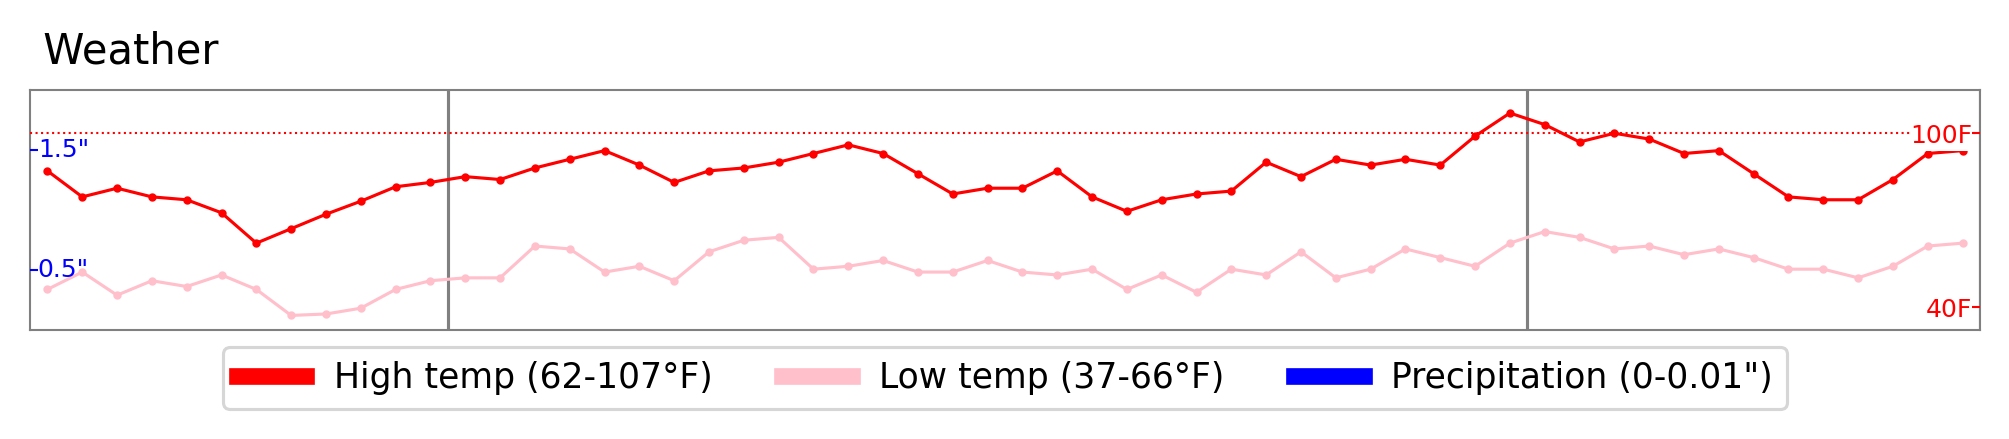 Weather
1.5"
100F
0.5"
40F
High temp (62-107°F) Low temp (37-66°F) Precipitation (0-0.01")